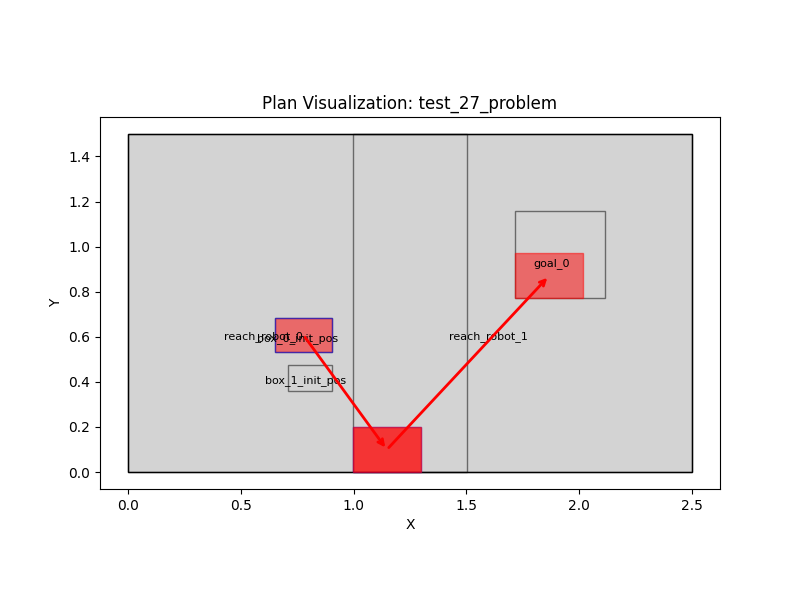 Plan Visualization: test_27_problem
1.4
1.2
1.0
goal_0
0.8
Y
0.6
reach_robot_0
box_0_init_pos
reach_robot_1
0.4
box_1_init_pos
0.2
0.0
0.0 0.5 1.0 1.5 2.0 2.5
X